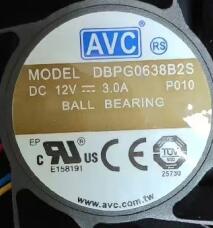 AVC
RS
MODEL DBPG0638B2S
DC 12V 3.0A P010
BALL BEARING
EP
C UL US CE TÜV
E158191 25730
www.avc.com.tw